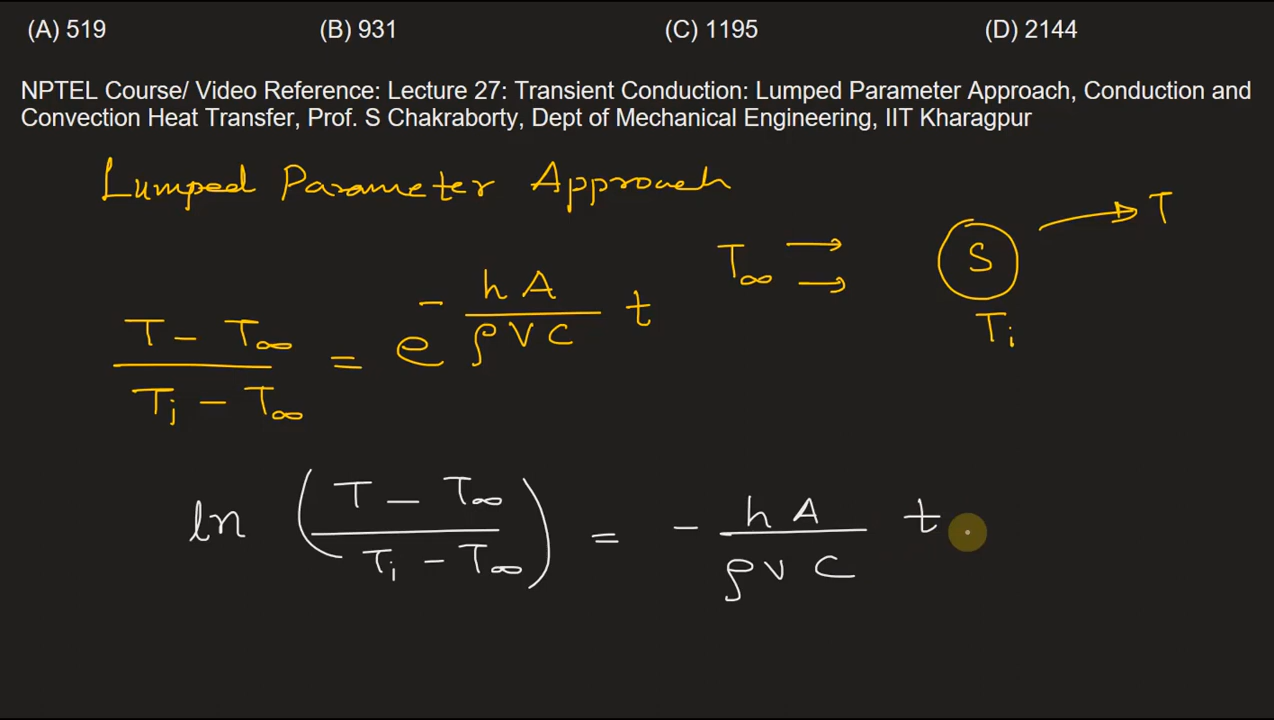 (A) 519 (B) 931 (C) 1195 (D) 2144
NPTEL Course/ Video Reference: Lecture 27: Transient Conduction: Lumped Parameter Approach, Conduction and
Convection Heat Transfer, Prof. S Chakraborty, Dept of Mechanical Engineering, IIT Kharagpur
Lumped Parameter Approach
T∞ S T
Ti
(T - T∞)/(Ti - T∞) = e^(-(hA/ρVC) t)
ln ((T - T∞)/(Ti - T∞)) = - (hA/ρVC) t